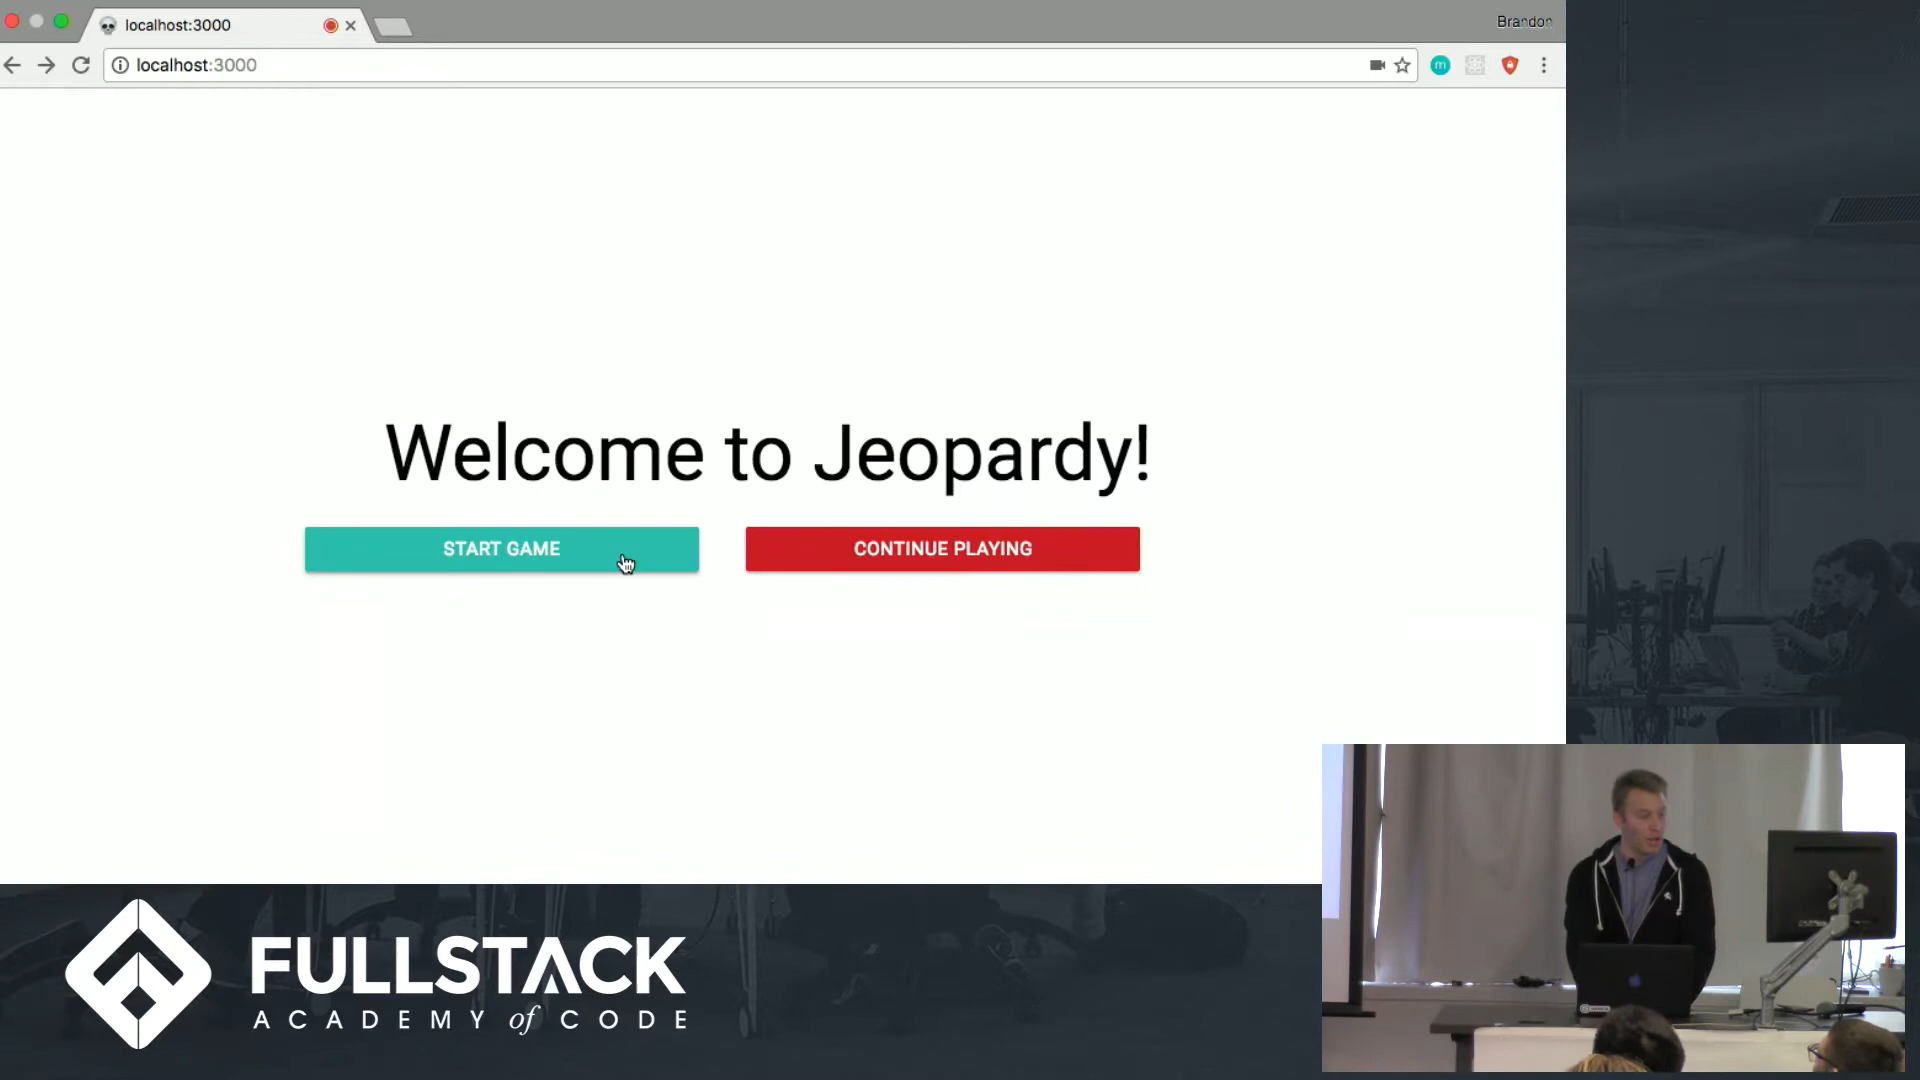 localhost:3000
Brandon
localhost:3000
m
Welcome to Jeopardy!
START GAME
CONTINUE PLAYING
FULLSTACK
ACADEMY of CODE